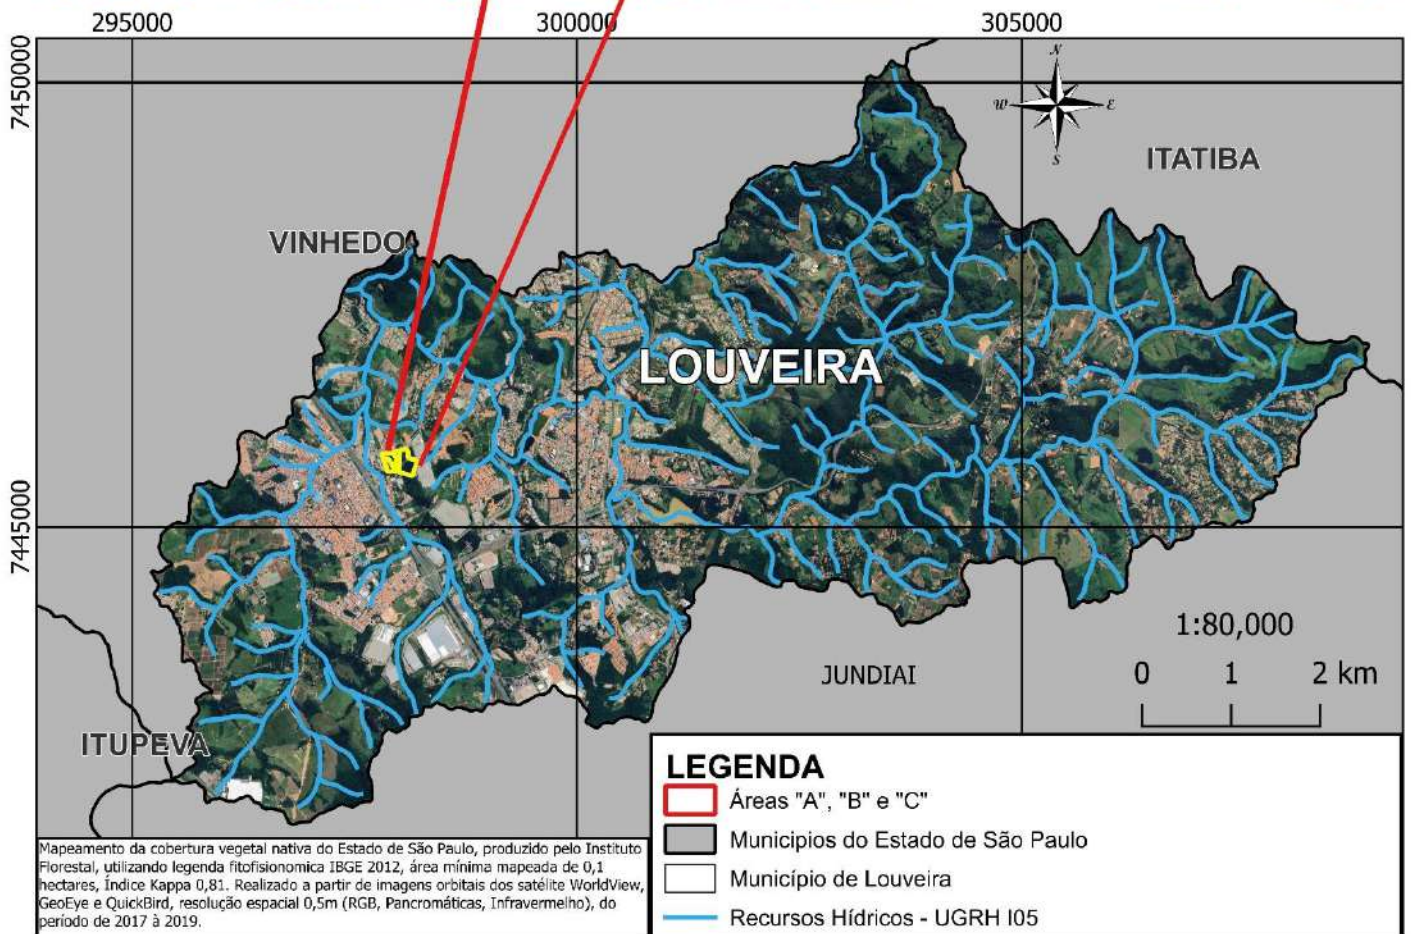 295000
300000
305000
7450000
N
W
E
S
ITATIBA
VINHEDO
LOUVEIRA
7445000
1:80,000
JUNDIAI
0 1 2 km
ITUPEVA
LEGENDA
Áreas "A", "B" e "C"
Municipios do Estado de São Paulo
Município de Louveira
Recursos Hídricos - UGRH I05
Mapeamento da cobertura vegetal nativa do Estado de São Paulo, produzido pelo Instituto
Florestal, utilizando legenda fitofisionomica IBGE 2012, área mínima mapeada de 0,1
hectares, Índice Kappa 0,81. Realizado a partir de imagens orbitais dos satélite WorldView,
GeoEye e QuickBird, resolução espacial 0,5m (RGB, Pancromáticas, Infravermelho), do
período de 2017 à 2019.